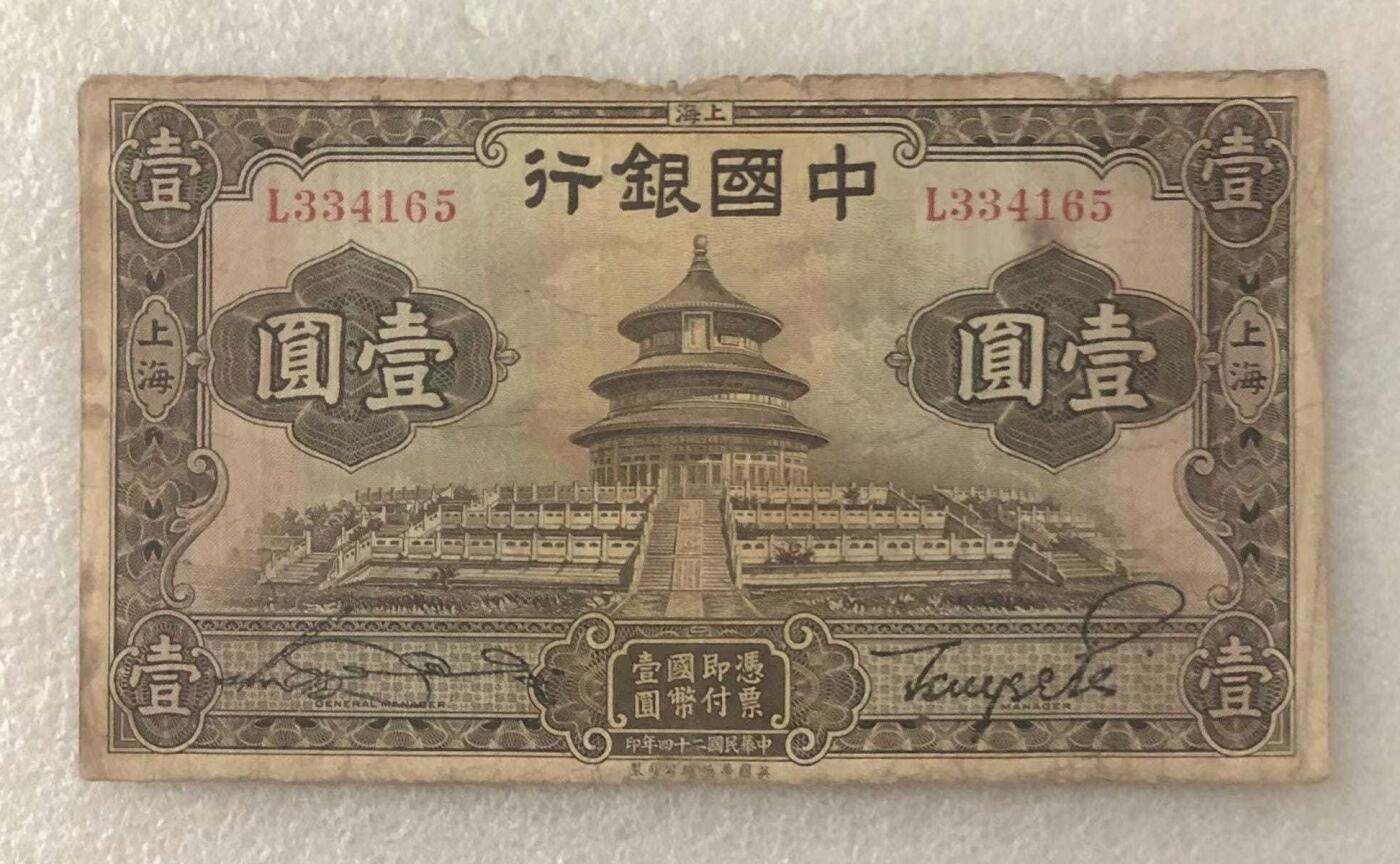 上海
中國銀行
L334165
L334165
壹
壹
壹圓
壹圓
上海
上海
憑票即付國幣壹圓
GENERAL MANAGER
MANAGER
壹
壹
中華民國二十四年印